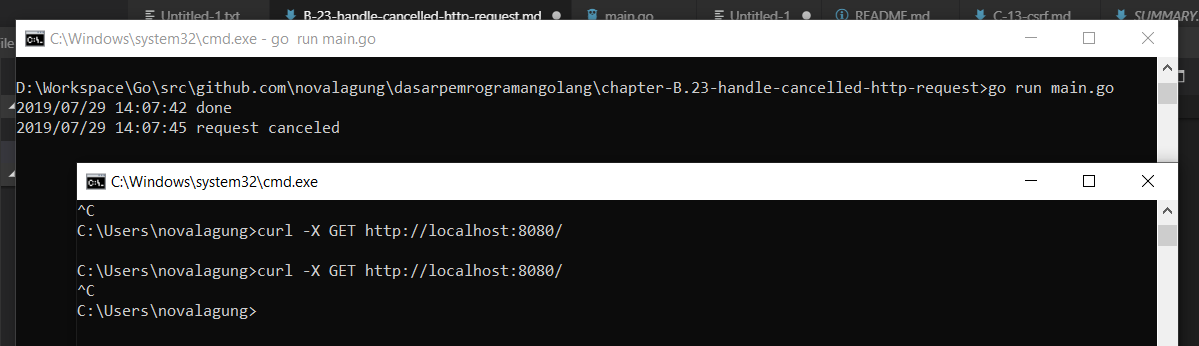 Untitled-1.txt B-23-handle-cancelled-http-request.md main.go Untitled-1 README.md C-13-csrf.md SUMMARY.
C:\Windows\system32\cmd.exe - go  run main.go
ile
D:\Workspace\Go\src\github.com\novalagung\dasarpemrogramangolang\chapter-B.23-handle-cancelled-http-request>go run main.go
2019/07/29 14:07:42 done
2019/07/29 14:07:45 request canceled
C:\Windows\system32\cmd.exe
^C
C:\Users\novalagung>curl -X GET http://localhost:8080/
C:\Users\novalagung>curl -X GET http://localhost:8080/
^C
C:\Users\novalagung>